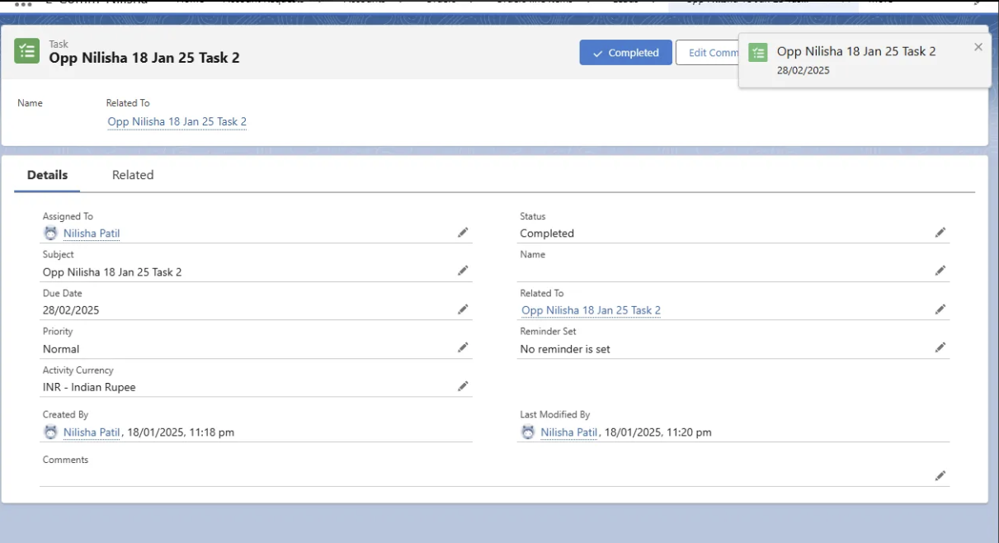 Task
Opp Nilisha 18 Jan 25 Task 2
Completed
Edit Comm
Opp Nilisha 18 Jan 25 Task 2
28/02/2025
Name
Related To
Opp Nilisha 18 Jan 25 Task 2
Details
Related
Assigned To
Nilisha Patil
Status
Completed
Subject
Opp Nilisha 18 Jan 25 Task 2
Name
Due Date
28/02/2025
Related To
Opp Nilisha 18 Jan 25 Task 2
Priority
Normal
Reminder Set
No reminder is set
Activity Currency
INR - Indian Rupee
Created By
Nilisha Patil, 18/01/2025, 11:18 pm
Last Modified By
Nilisha Patil, 18/01/2025, 11:20 pm
Comments